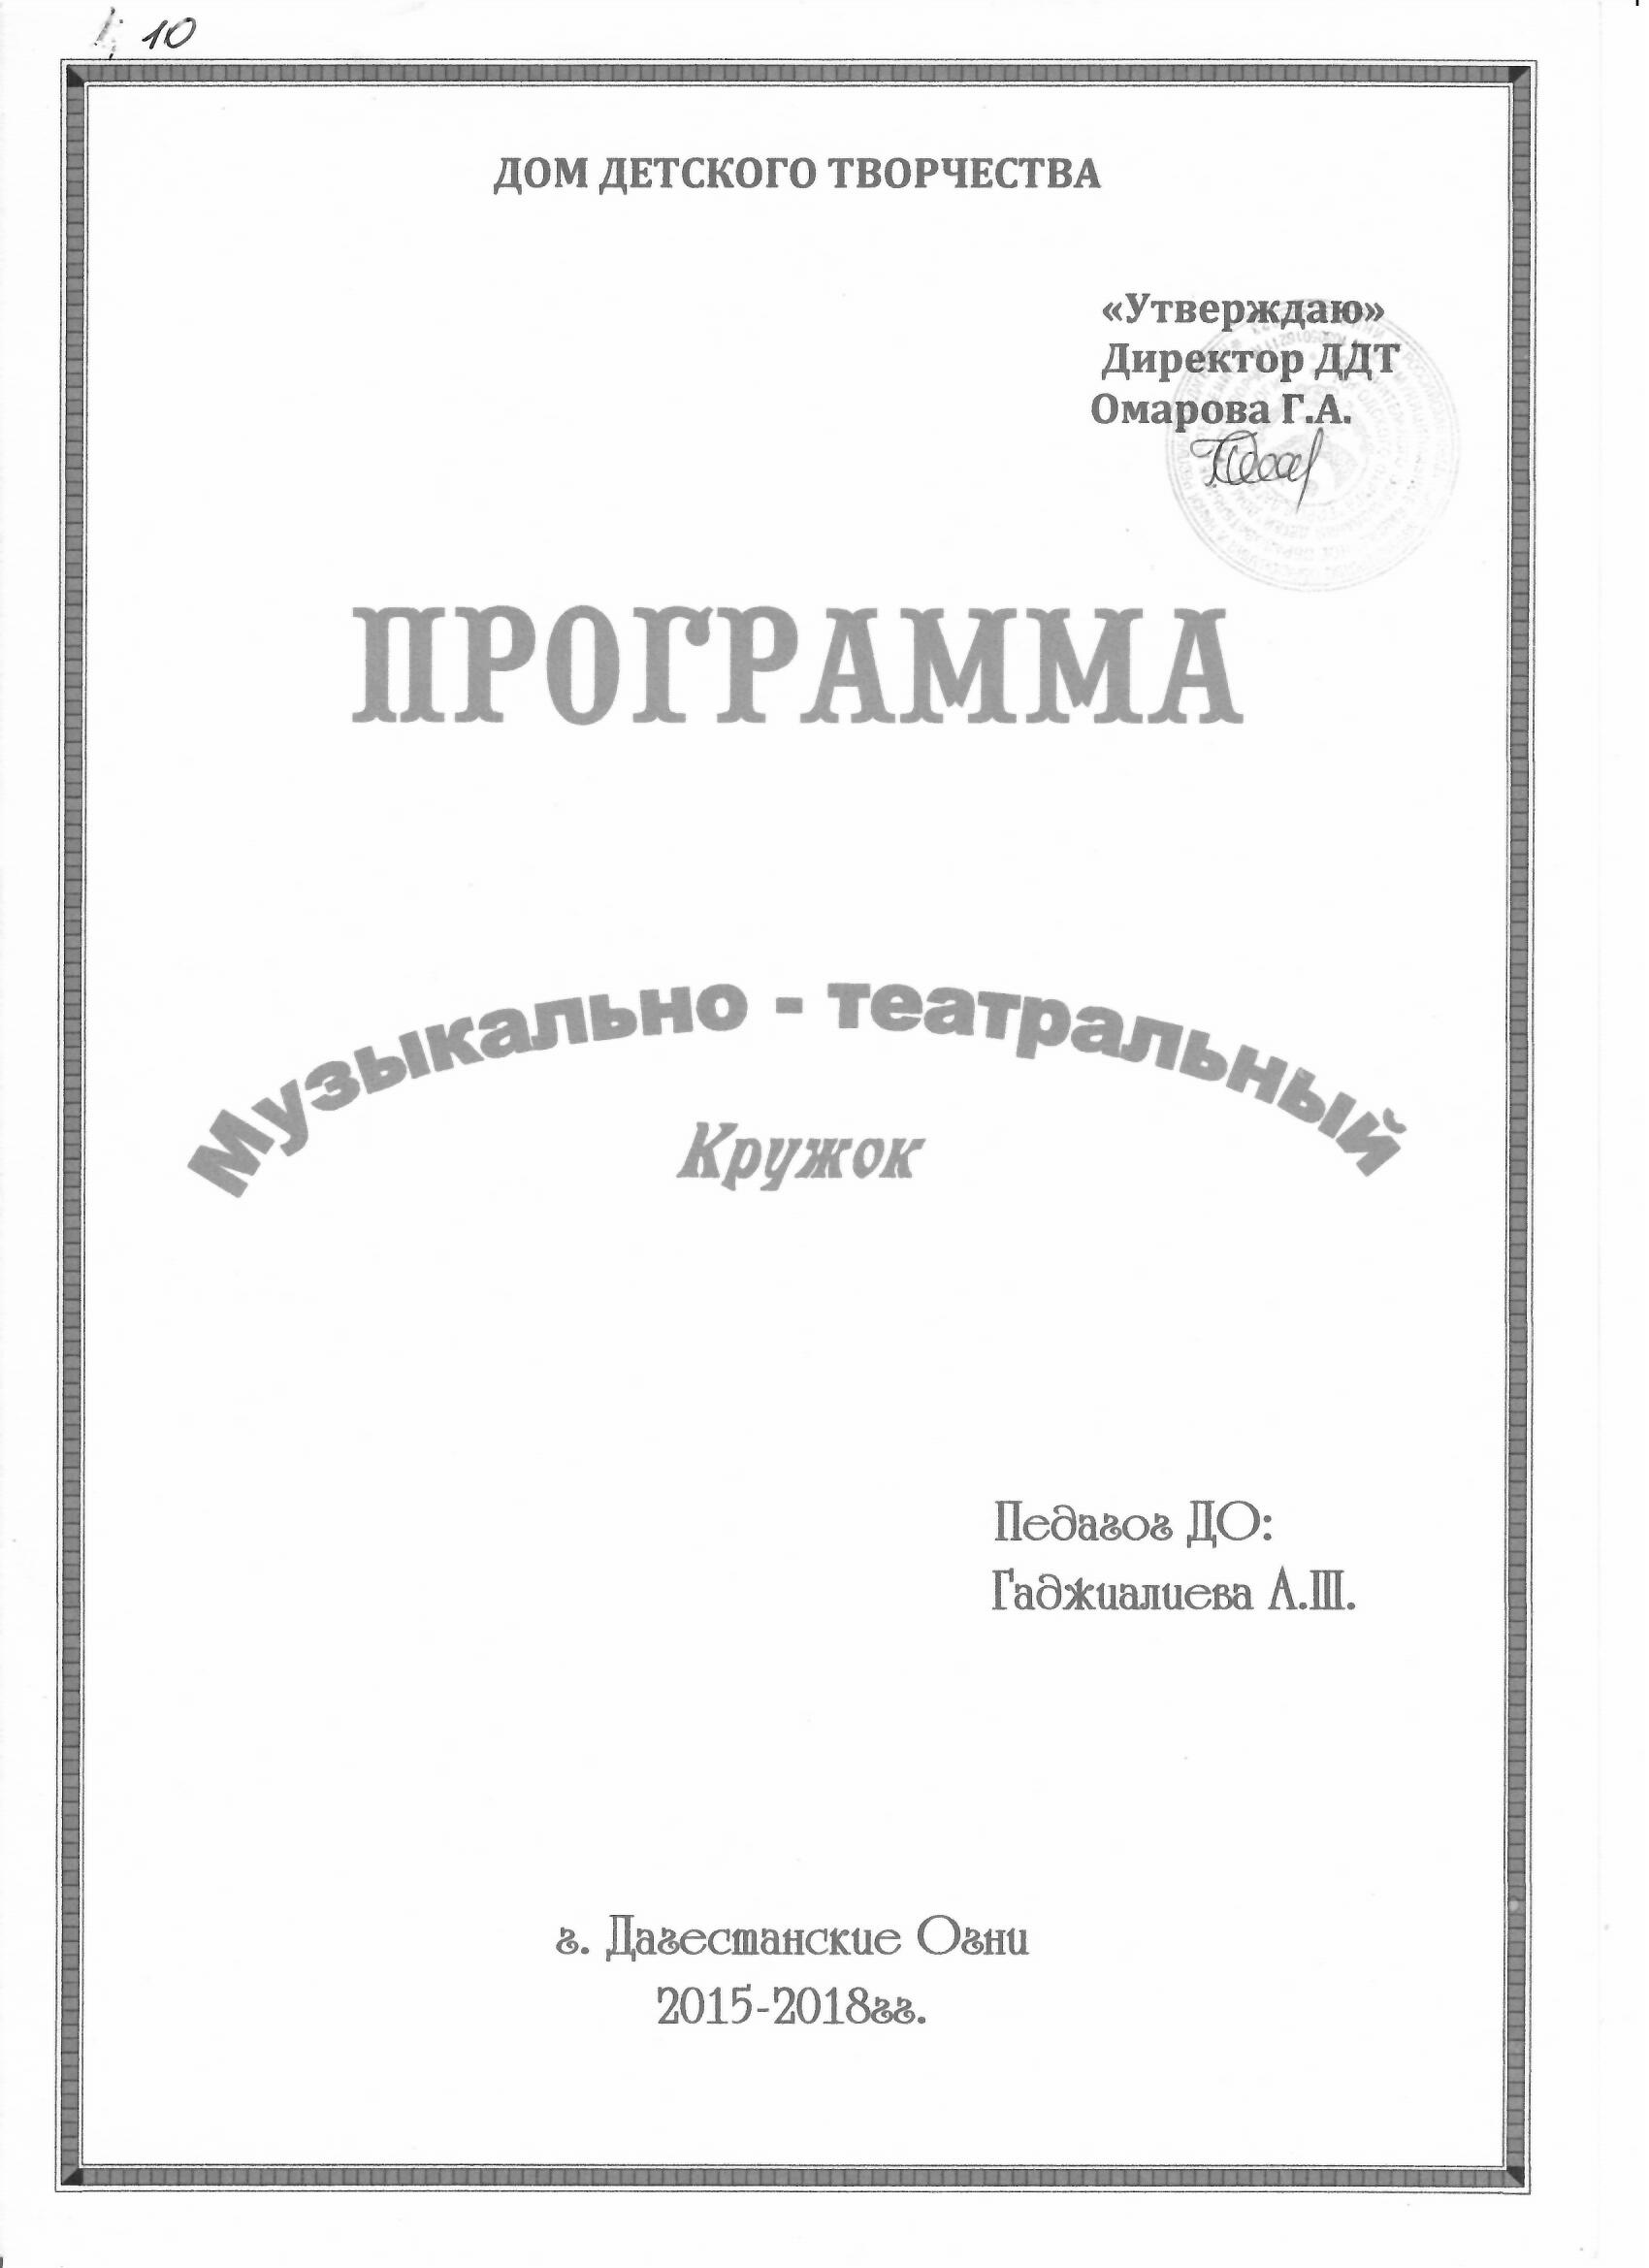 10
ДОМ ДЕТСКОГО ТВОРЧЕСТВА
«Утверждаю»
Директор ДДТ
Омарова Г.А.
ПРОГРАММА
Музыкально - театральный
Кружок
Педагог ДО:
Гаджиалиева А.Ш.
г. Дагестанские Огни
2015-2018гг.